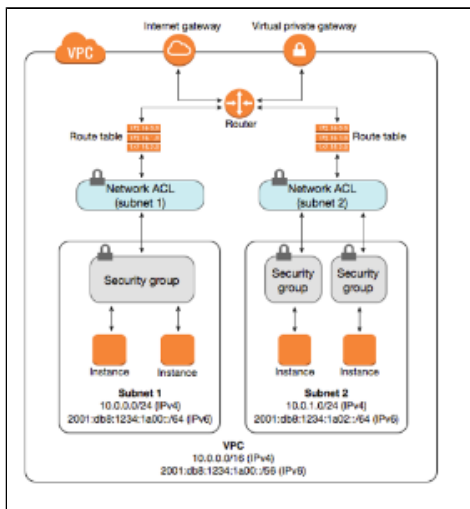 Internet gateway
Virtual private gateway
VPC
Router
Route table
Route table
Network ACL
(subnet 1)
Network ACL
(subnet 2)
Security group
Security
group
Security
group
Instance
Instance
Instance
Instance
Subnet 1
10.0.0.0/24 (IPv4)
2001:db8:1234:1a00::/64 (IPv6)
Subnet 2
10.0.1.0/24 (IPv4)
2001:db8:1234:1a02::/64 (IPv6)
VPC
10.0.0.0/16 (IPv4)
2001:db8:1234:1a00::/56 (IPv6)